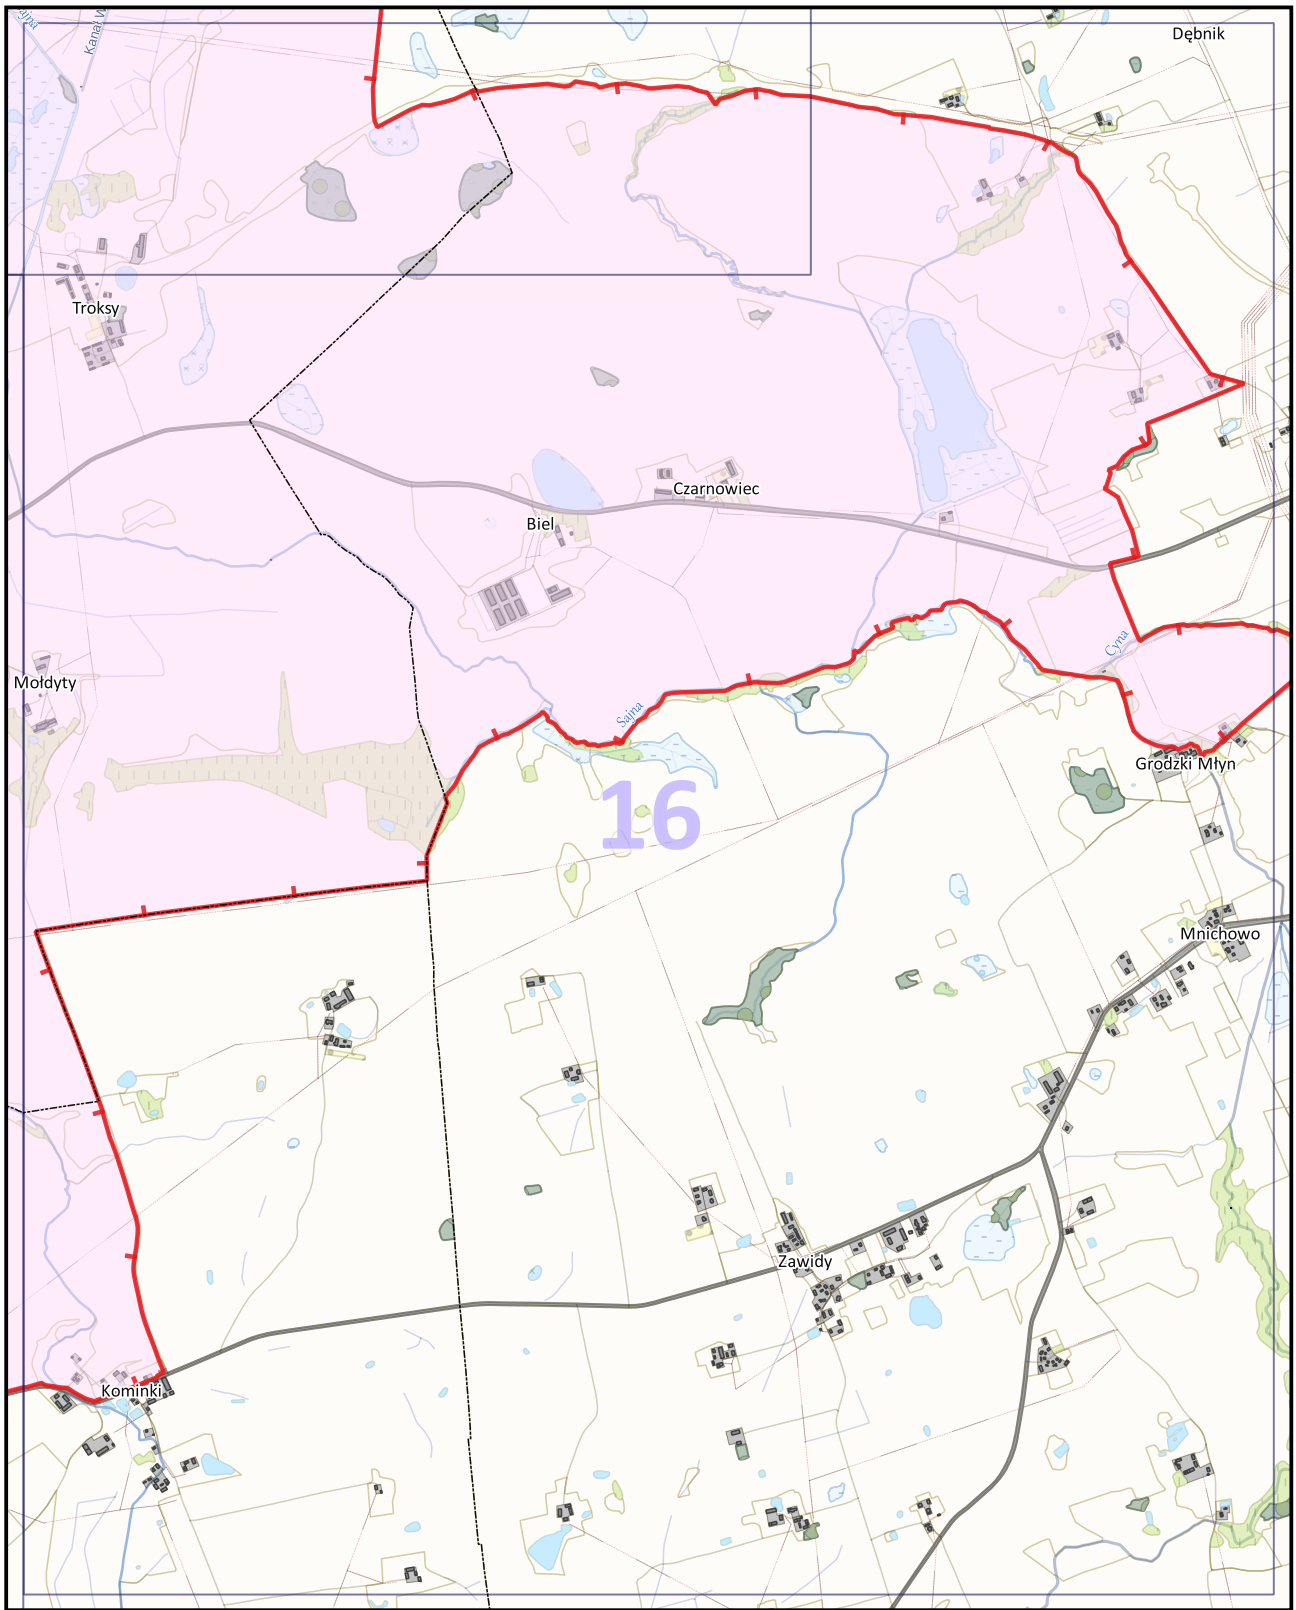 Dębnik
Troksy
Czarnowiec
Biel
Cyna
Mołdyty
Sajna
Grodzki Młyn
16
Mnichowo
Zawidy
Kominki